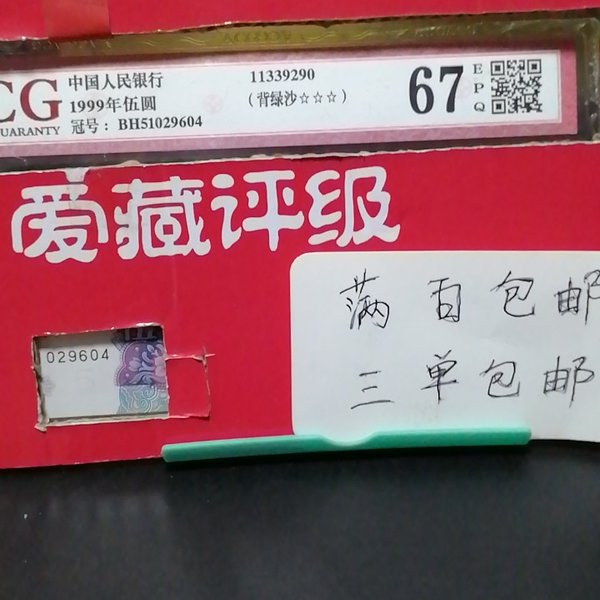 CG
GUARANTY
中国人民银行
1999年伍圆
冠号：BH51029604
11339290
（背绿沙☆☆☆）
67
EPQ
爱藏评级
满百包邮
三单包邮
029604